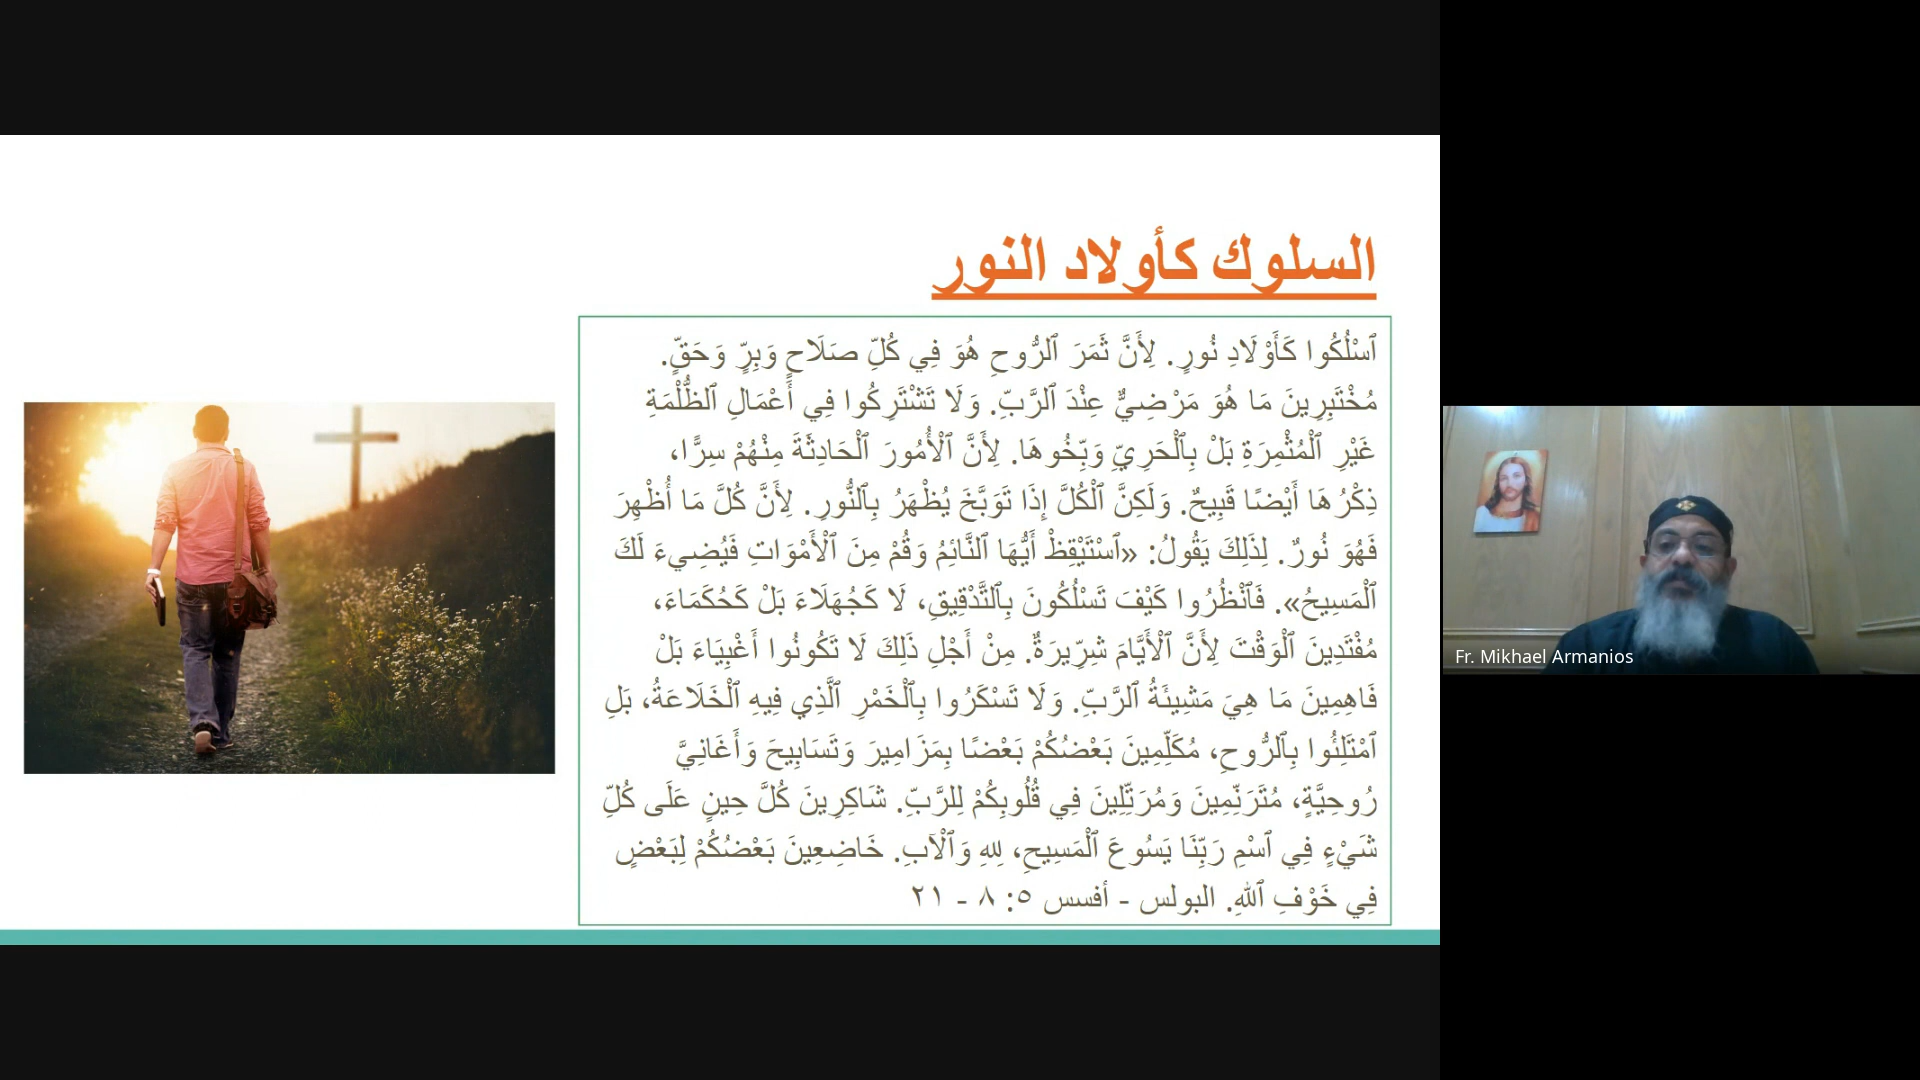 السلوك كأولاد النور
ٱسْلُكُوا كَأَوْلَادِ نُورٍ. لِأَنَّ ثَمَرَ ٱلرُّوحِ هُوَ فِي كُلِّ صَلَاحٍ وَبِرٍّ وَحَقٍّ.
مُخْتَبِرِينَ مَا هُوَ مَرْضِيٌّ عِنْدَ ٱلرَّبِّ. وَلَا تَشْتَرِكُوا فِي أَعْمَالِ ٱلظُّلْمَةِ
غَيْرِ ٱلْمُثْمِرَةِ بَلْ بِٱلْحَرِيِّ وَبِّخُوهَا. لِأَنَّ ٱلْأُمُورَ ٱلْحَادِثَةَ مِنْهُمْ سِرًّا،
ذِكْرُهَا أَيْضًا قَبِيحٌ. وَلَكِنَّ ٱلْكُلَّ إِذَا تَوَبَّخَ يُظْهَرُ بِٱلنُّورِ. لِأَنَّ كُلَّ مَا أُظْهِرَ
فَهُوَ نُورٌ. لِذَلِكَ يَقُولُ: «ٱسْتَيْقِظْ أَيُّهَا ٱلنَّائِمُ وَقُمْ مِنَ ٱلْأَمْوَاتِ فَيُضِيءَ لَكَ
ٱلْمَسِيحُ». فَٱنْظُرُوا كَيْفَ تَسْلُكُونَ بِٱلتَّدْقِيقِ، لَا كَجُهَلَاءَ بَلْ كَحُكَمَاءَ،
مُفْتَدِينَ ٱلْوَقْتَ لِأَنَّ ٱلْأَيَّامَ شِرِّيرَةٌ. مِنْ أَجْلِ ذَلِكَ لَا تَكُونُوا أَغْبِيَاءَ بَلْ
فَاهِمِينَ مَا هِيَ مَشِيئَةُ ٱلرَّبِّ. وَلَا تَسْكَرُوا بِٱلْخَمْرِ ٱلَّذِي فِيهِ ٱلْخَلَاعَةُ، بَلِ
ٱمْتَلِئُوا بِٱلرُّوحِ، مُكَلِّمِينَ بَعْضُكُمْ بَعْضًا بِمَزَامِيرَ وَتَسَابِيحَ وَأَغَانِيَّ
رُوحِيَّةٍ، مُتَرَنِّمِينَ وَمُرَتِّلِينَ فِي قُلُوبِكُمْ لِلرَّبِّ. شَاكِرِينَ كُلَّ حِينٍ عَلَى كُلِّ
شَيْءٍ فِي ٱسْمِ رَبِّنَا يَسُوعَ ٱلْمَسِيحِ، لِلهِ وَٱلْآبِ. خَاضِعِينَ بَعْضُكُمْ لِبَعْضٍ
فِي خَوْفِ ٱللهِ. البولس - أفسس ٥: ٨ - ٢١
Fr. Mikhael Armanios